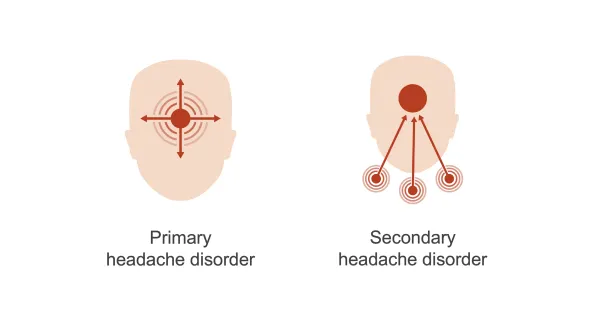 Primary
headache disorder
Secondary
headache disorder